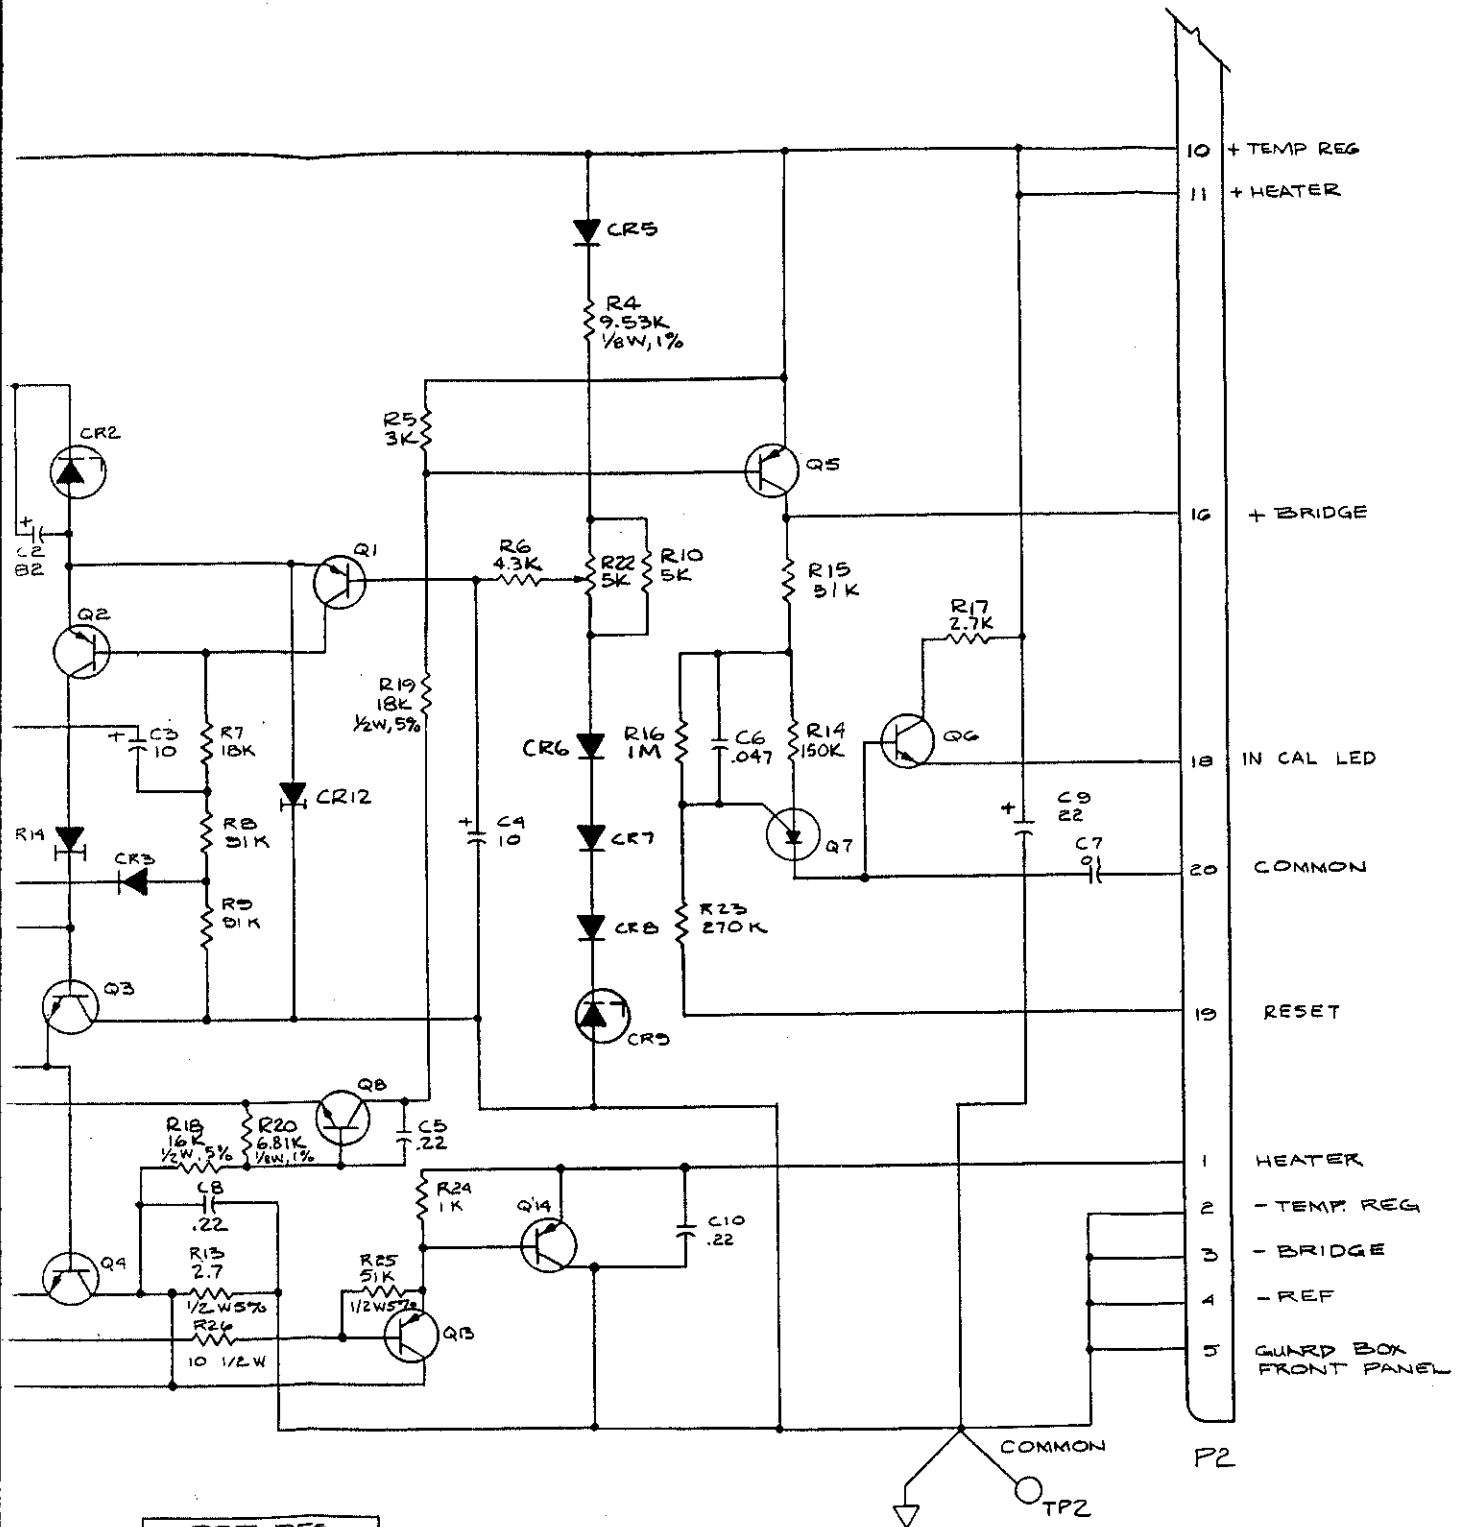 10 + TEMP REG
11 + HEATER
CR5
R4
9.53K
1/8W, 1%
R5
3K
CR2
Q5
16 + BRIDGE
+
C2
82
Q1
R6
4.3K
R22
5K
R10
5K
R15
51K
Q2
R17
2.7K
R19
18K
1/2W, 5%
+ C3
10
R7
18K
CR6
R16
1M
C6
.047
R14
150K
Q6
18 IN CAL LED
CR12
+ C9
22
R14
R8
91K
+ C4
10
CR7
Q7
C7
20 COMMON
CR3
R9
91K
CR8
R23
270K
Q3
19 RESET
CR9
Q8
R18
16K
1/2W, 5%
R20
6.81K
1/8W, 1%
C5
.22
1 HEATER
C8
.22
R24
1K
Q14
C10
.22
2 - TEMP. REG
3 - BRIDGE
Q4
R13
2.7
1/2 W 5%
R25
51K
1/2W5%
4 - REF
R26
10 1/2 W
Q13
5 GUARD BOX
FRONT PANEL
COMMON
P2
TP2